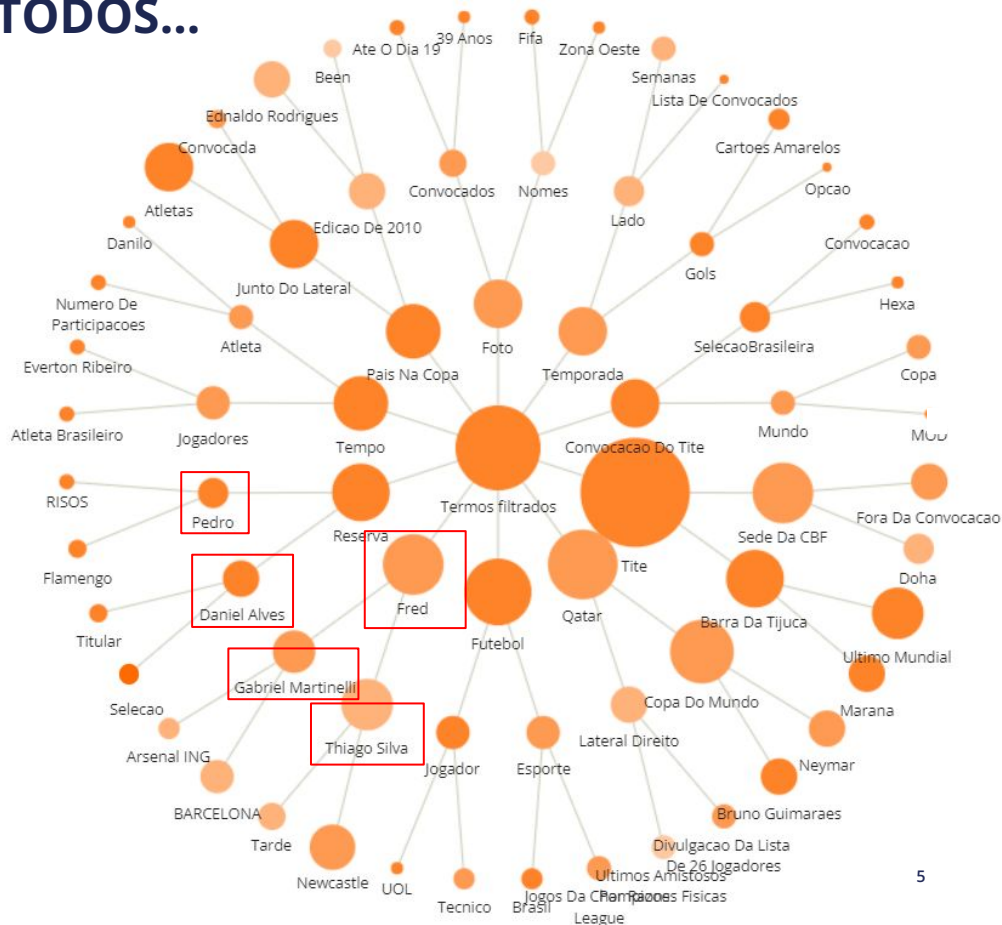 TODOS...
Ate O Dia 19
39 Anos
Fifa
Zona Oeste
Been
Semanas
Lista De Convocados
Ednaldo Rodrigues
Convocada
Cartoes Amarelos
Opcao
Convocados
Nomes
Lado
Atletas
Edicao De 2010
Danilo
Convocacao
Gols
Junto Do Lateral
Hexa
Numero De
Participacoes
Atleta
Foto
SelecaoBrasileira
Everton Ribeiro
Pais Na Copa
Temporada
Copa
Atleta Brasileiro
Jogadores
Tempo
Convocacao Do Tite
Mundo
RISOS
Pedro
Termos filtrados
Fora Da Convocacao
Reserva
Sede Da CBF
Tite
Flamengo
Doha
Daniel Alves
Fred
Qatar
Barra Da Tijuca
Titular
Futebol
Ultimo Mundial
Gabriel Martinelli
Copa Do Mundo
Selecao
Marana
Thiago Silva
Lateral Direito
Arsenal ING
Jogador
Esporte
Neymar
BARCELONA
Bruno Guimaraes
Tarde
Divulgacao Da Lista
De 26 Jogadores
Newcastle
UOL
Tecnico
Brasil
Ultimos Amistosos
Jogos Da
Fisicas
League
5